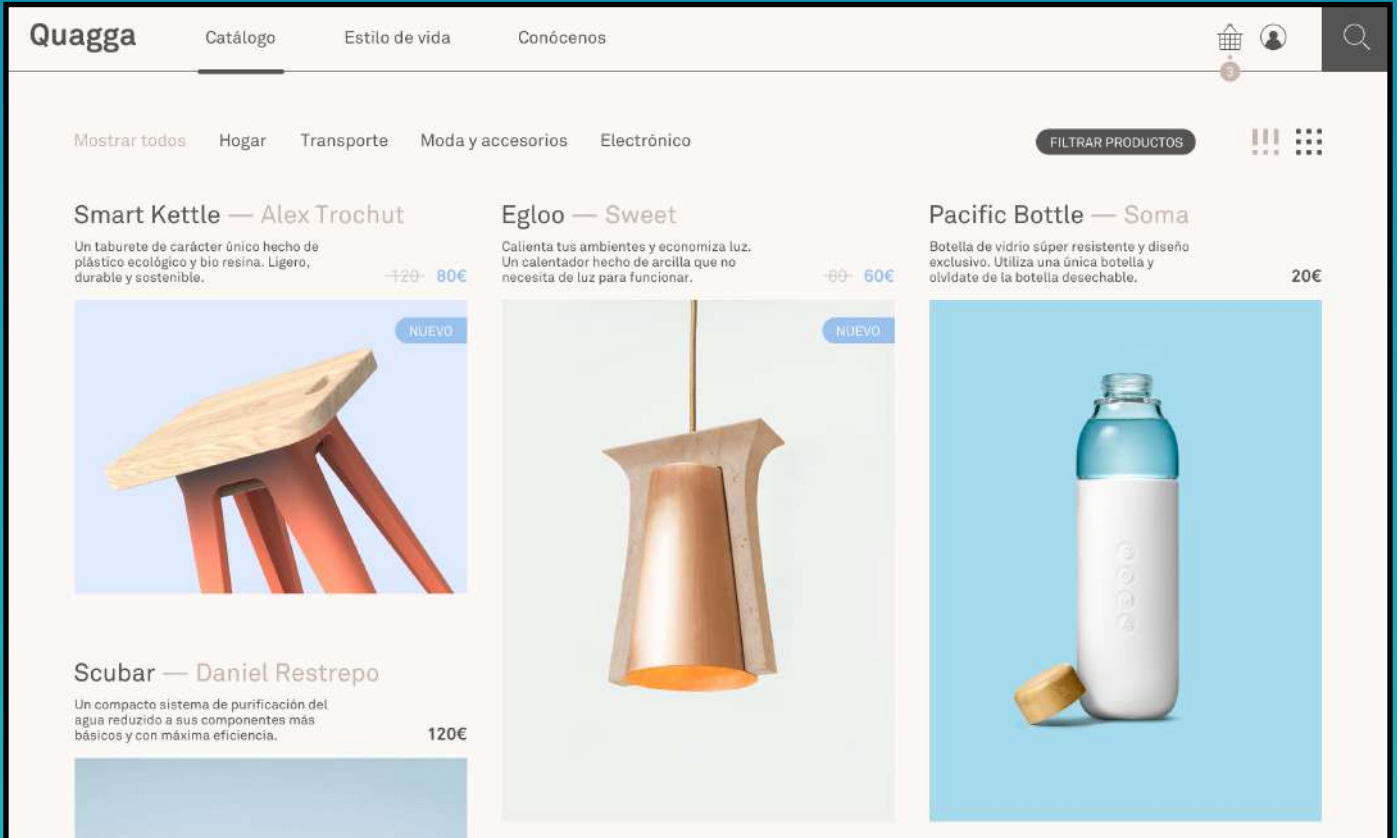 Quagga
Catálogo
Estilo de vida
Conócenos
3
Mostrar todos
Hogar
Transporte
Moda y accesorios
Electrónico
FILTRAR PRODUCTOS
Smart Kettle — Alex Trochut
Un taburete de carácter único hecho de
plástico ecológico y bio resina. Ligero,
durable y sostenible.
120 80€
NUEVO
Egloo — Sweet
Calienta tus ambientes y economiza luz.
Un calentador hecho de arcilla que no
necesita de luz para funcionar.
80 60€
NUEVO
Pacific Bottle — Soma
Botella de vidrio súper resistente y diseño
exclusivo. Utiliza una única botella y
olvídate de la botella desechable.
20€
SOMA
Scubar — Daniel Restrepo
Un compacto sistema de purificación del
agua reduzido a sus componentes más
básicos y con máxima eficiencia.
120€